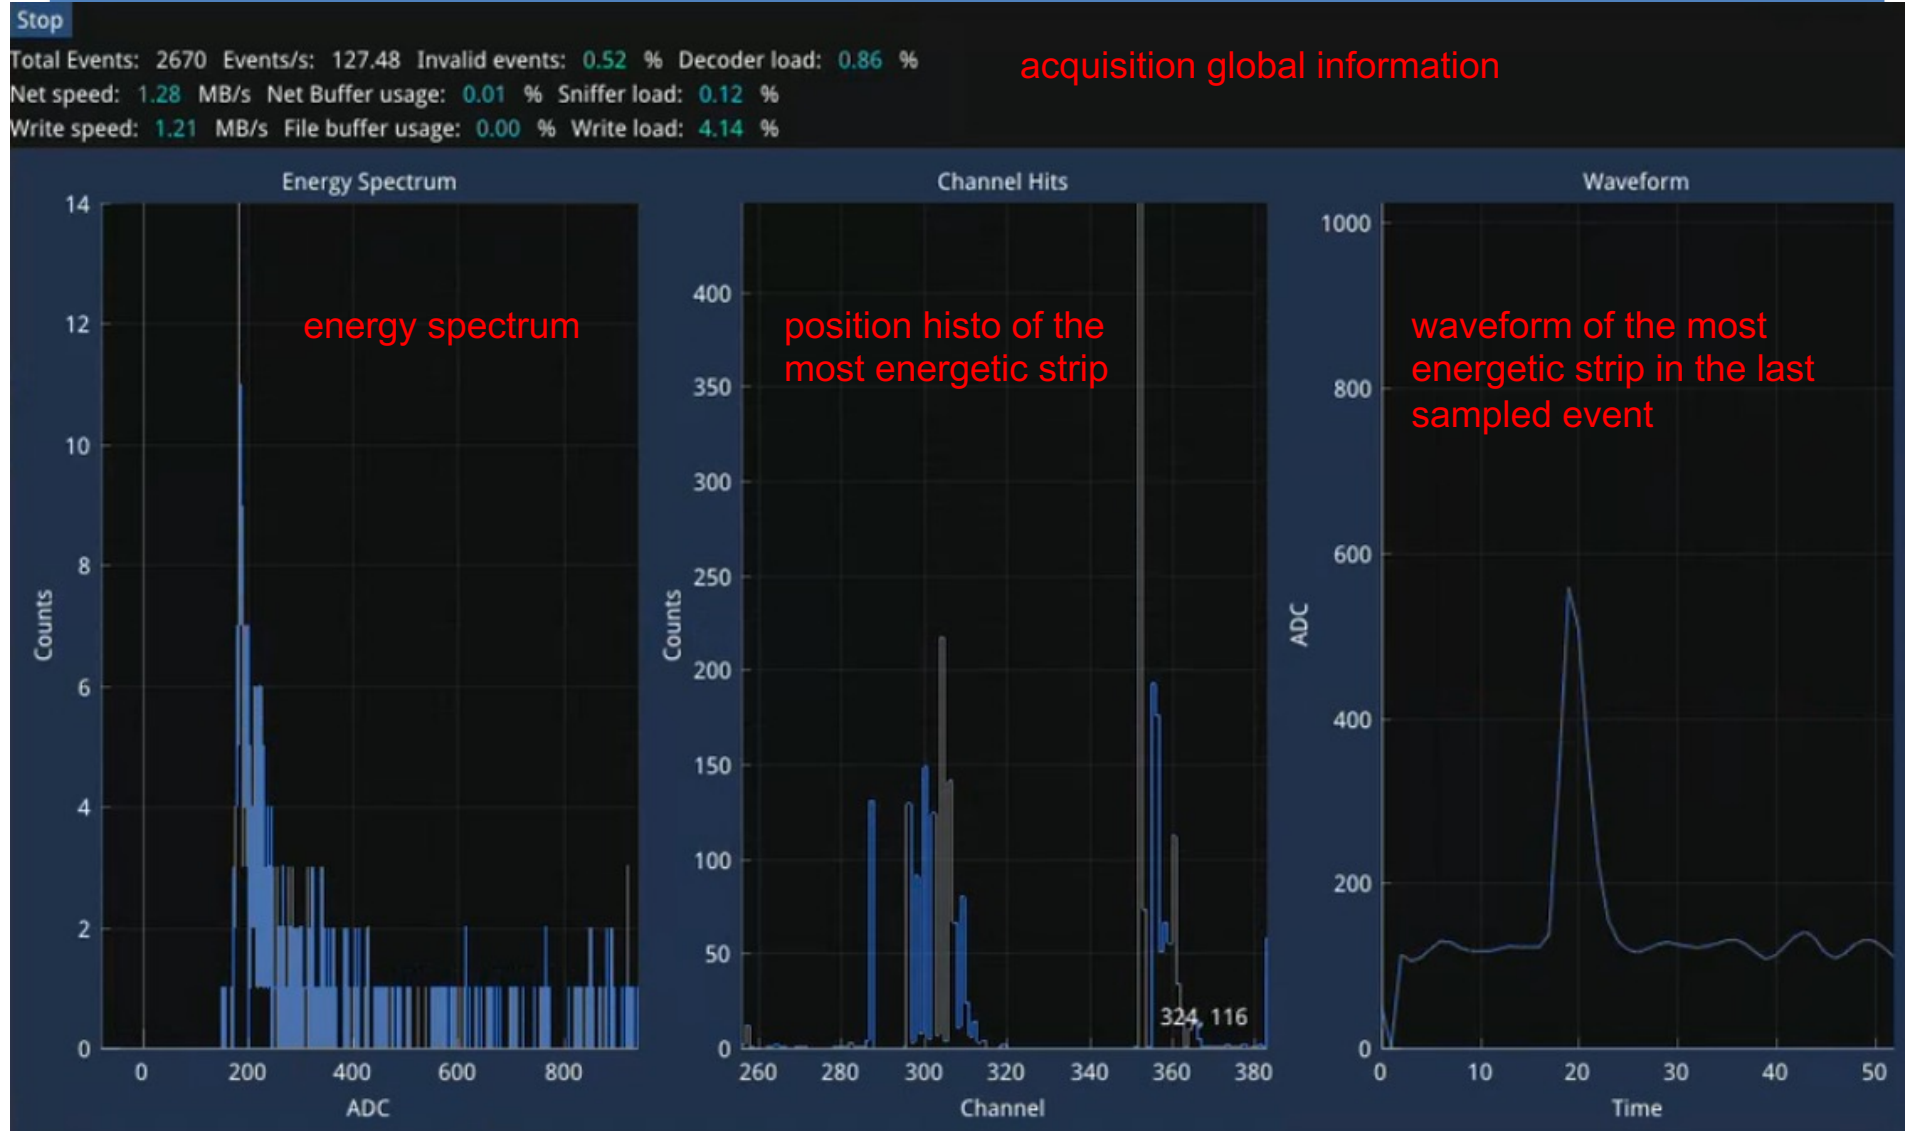 Stop
Total Events: 2670 Events/s: 127.48 Invalid events: 0.52 % Decoder load: 0.86 %
Net speed: 1.28 MB/s Net Buffer usage: 0.01 % Sniffer load: 0.12 %
Write speed: 1.21 MB/s File buffer usage: 0.00 % Write load: 4.14 %
acquisition global information
Energy Spectrum
14
12
10
8
6
4
2
0
Counts
energy spectrum
0 200 400 600 800
ADC
Channel Hits
400
350
300
250
200
150
100
50
0
Counts
position histo of the
most energetic strip
324, 116
260 280 300 320 340 360 380
Channel
Waveform
1000
800
600
400
200
0
ADC
waveform of the most
energetic strip in the last
sampled event
0 10 20 30 40 50
Time